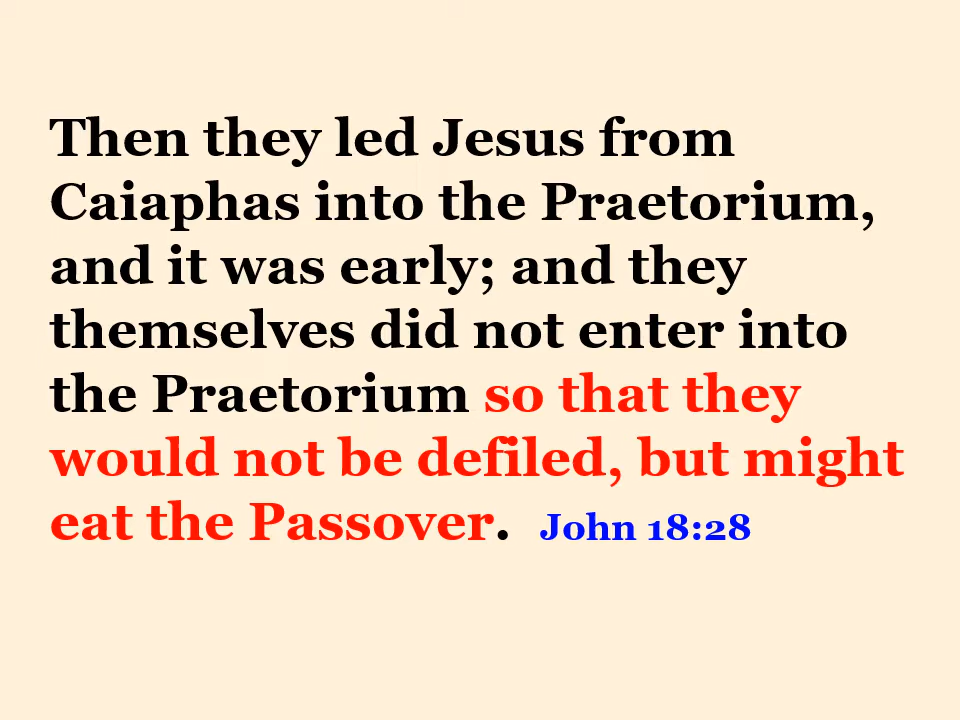 Then they led Jesus from
Caiaphas into the Praetorium,
and it was early; and they
themselves did not enter into
the Praetorium so that they
would not be defiled, but might
eat the Passover. John 18:28